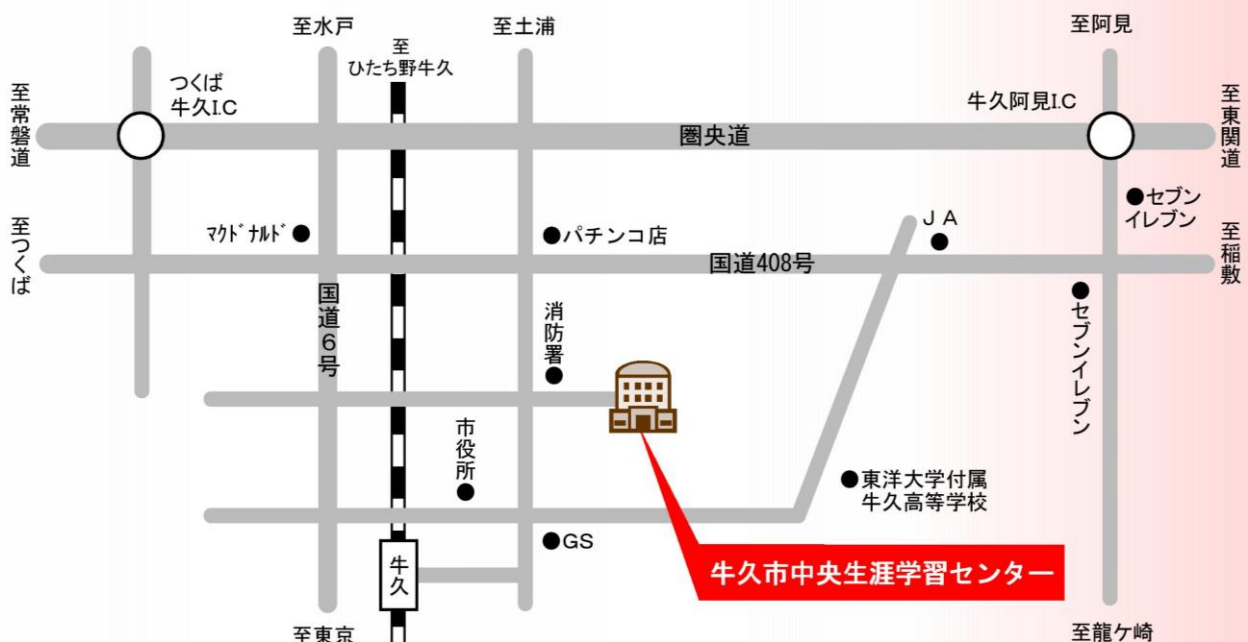 至水戸
至土浦
至阿見
至
ひたち野牛久
つくば
牛久I.C
牛久阿見I.C
至常磐道
圏央道
至東関道
セブン
イレブン
至つくば
マクドナルド
パチンコ店
JA
至稲敷
国道408号
国道6号
消防署
セブンイレブン
市役所
東洋大学付属
牛久高等学校
GS
牛久
牛久市中央生涯学習センター
至東京
至龍ケ崎